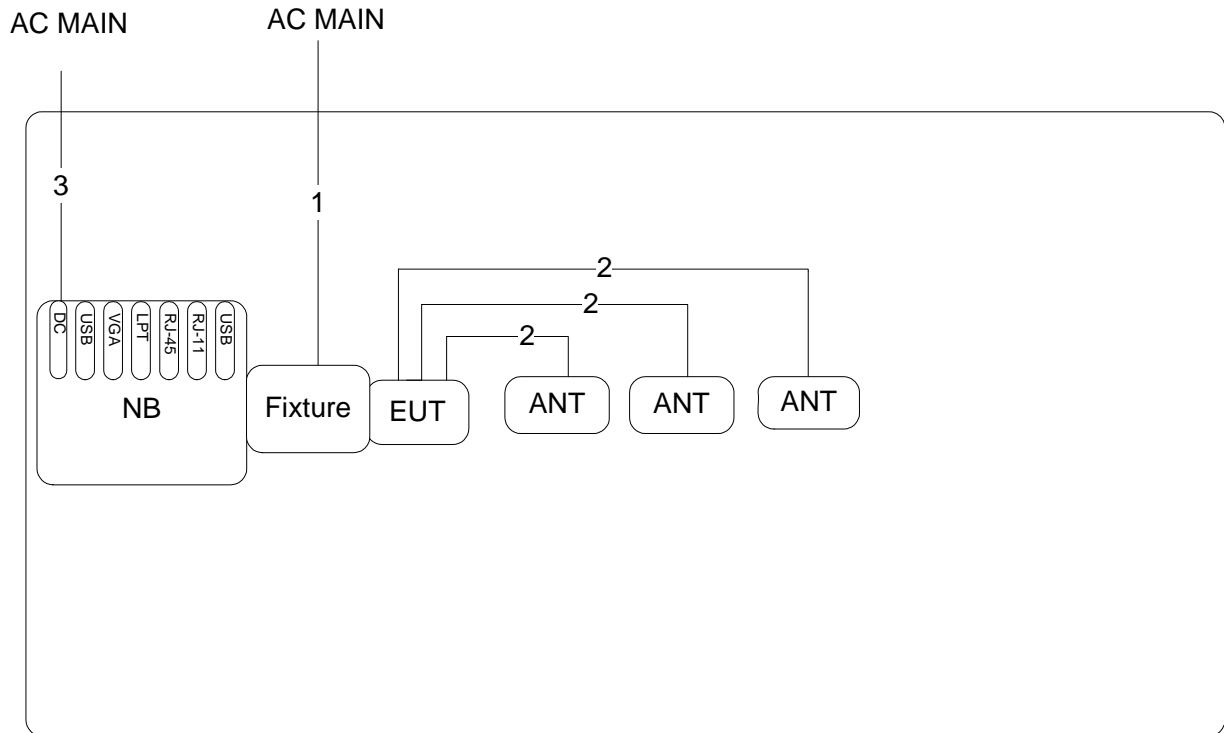 AC MAIN
AC MAIN
3
1
2
2
2
DC
USB
VGA
LPT
RJ-45
RJ-11
USB
NB
Fixture
EUT
ANT
ANT
ANT